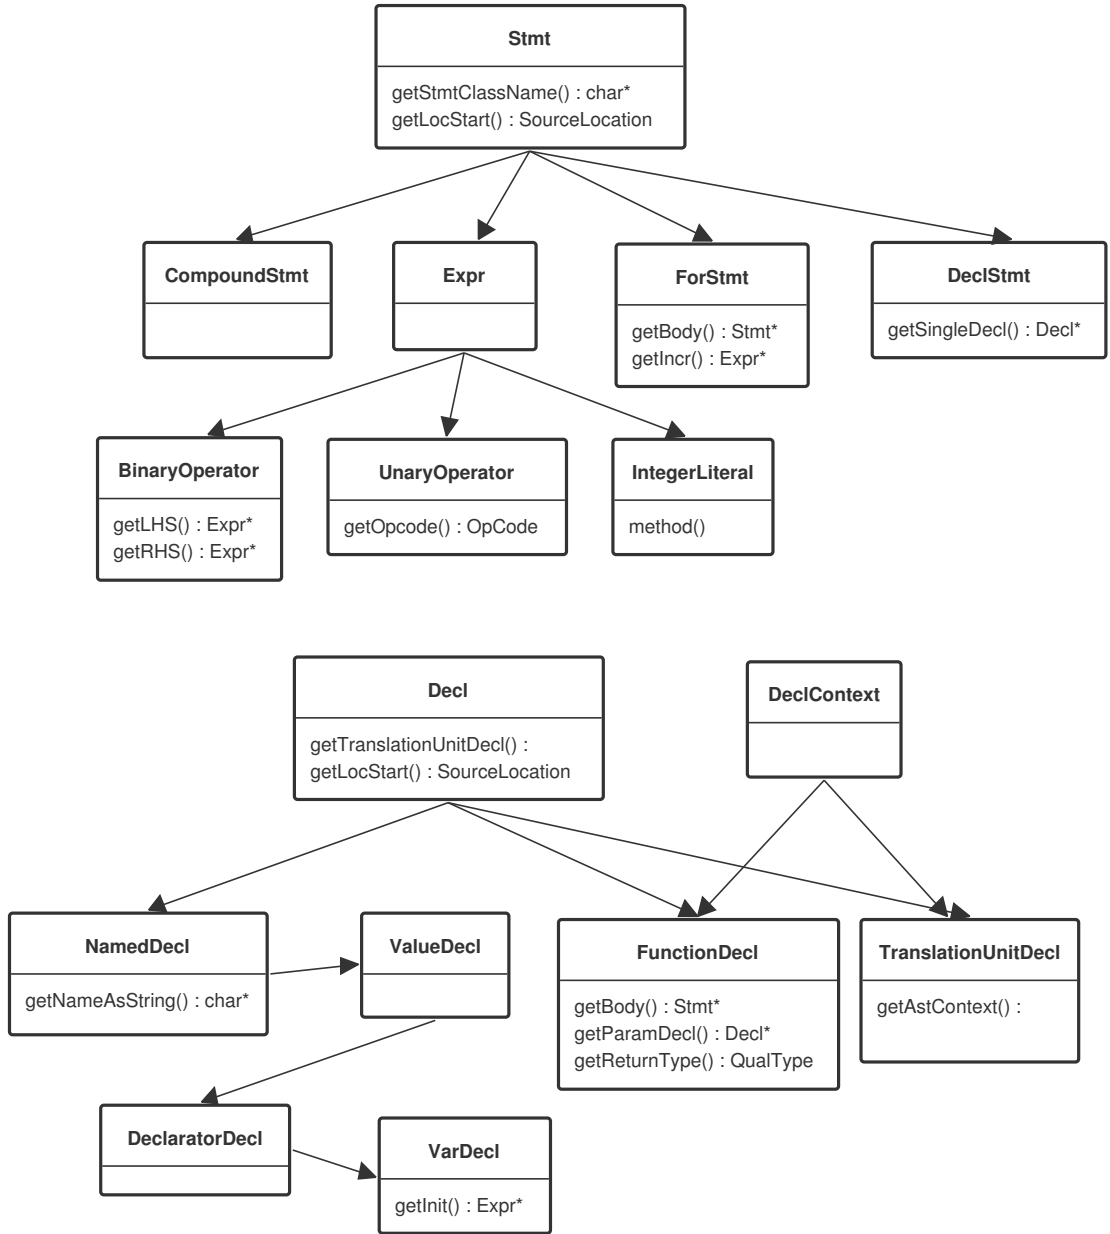 Stmt
getStmtClassName() : char*
getLocStart() : SourceLocation
CompoundStmt
Expr
ForStmt
getBody() : Stmt*
getIncr() : Expr*
DeclStmt
getSingleDecl() : Decl*
BinaryOperator
getLHS() : Expr*
getRHS() : Expr*
UnaryOperator
getOpcode() : OpCode
IntegerLiteral
method()
Decl
getTranslationUnitDecl() :
getLocStart() : SourceLocation
DeclContext
NamedDecl
getNameAsString() : char*
ValueDecl
FunctionDecl
getBody() : Stmt*
getParamDecl() : Decl*
getReturnType() : QualType
TranslationUnitDecl
getAstContext() :
DeclaratorDecl
VarDecl
getInit() : Expr*